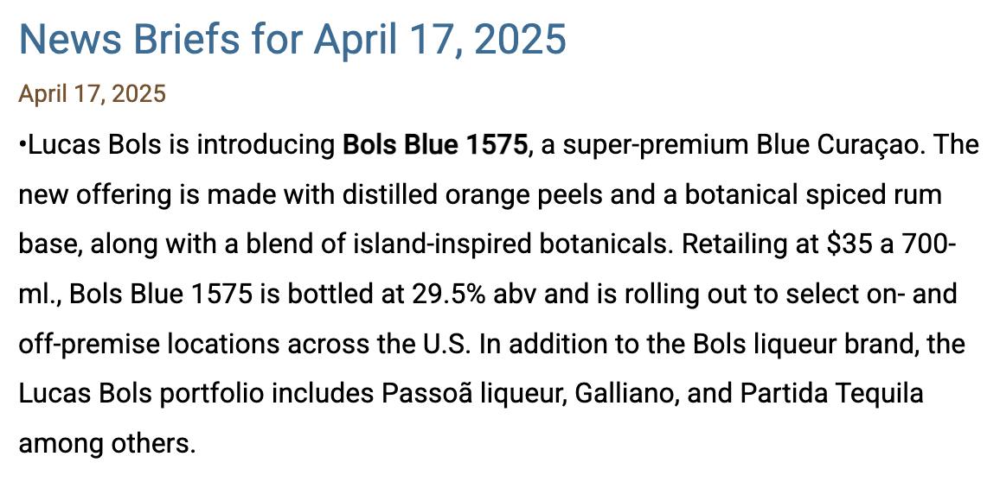 News Briefs for April 17, 2025
April 17, 2025
•Lucas Bols is introducing Bols Blue 1575, a super-premium Blue Curaçao. The
new offering is made with distilled orange peels and a botanical spiced rum
base, along with a blend of island-inspired botanicals. Retailing at $35 a 700-
ml., Bols Blue 1575 is bottled at 29.5% abv and is rolling out to select on- and
off-premise locations across the U.S. In addition to the Bols liqueur brand, the
Lucas Bols portfolio includes Passoã liqueur, Galliano, and Partida Tequila
among others.